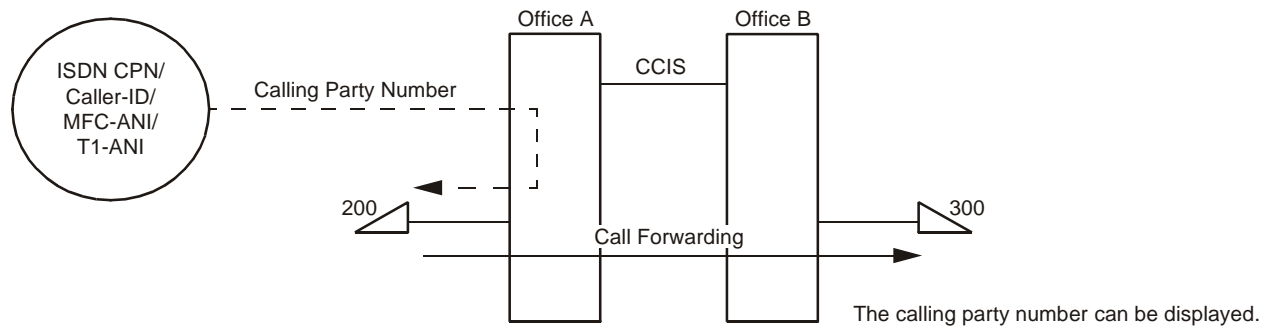 Office A
Office B
ISDN CPN/
Caller-ID/
MFC-ANI/
T1-ANI
Calling Party Number
CCIS
200
300
Call Forwarding
The calling party number can be displayed.